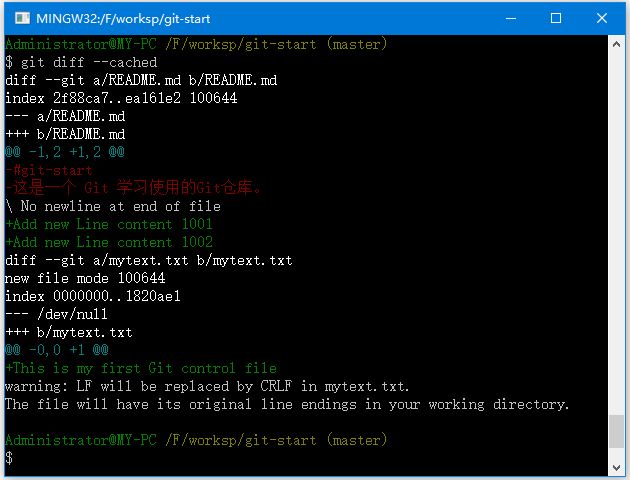 MINGW32:/F/worksp/git-start
Administrator@MY-PC /F/worksp/git-start (master)
$ git diff --cached
diff --git a/README.md b/README.md
index 2f88ca7..ea161e2 100644
--- a/README.md
+++ b/README.md
@@ -1,2 +1,2 @@
-#git-start
-这是一个 Git 学习使用的Git仓库。
\ No newline at end of file
+Add new Line content 1001
+Add new Line content 1002
diff --git a/mytext.txt b/mytext.txt
new file mode 100644
index 0000000..1820ae1
--- /dev/null
+++ b/mytext.txt
@@ -0,0 +1 @@
+This is my first Git control file
warning: LF will be replaced by CRLF in mytext.txt.
The file will have its original line endings in your working directory.
Administrator@MY-PC /F/worksp/git-start (master)
$